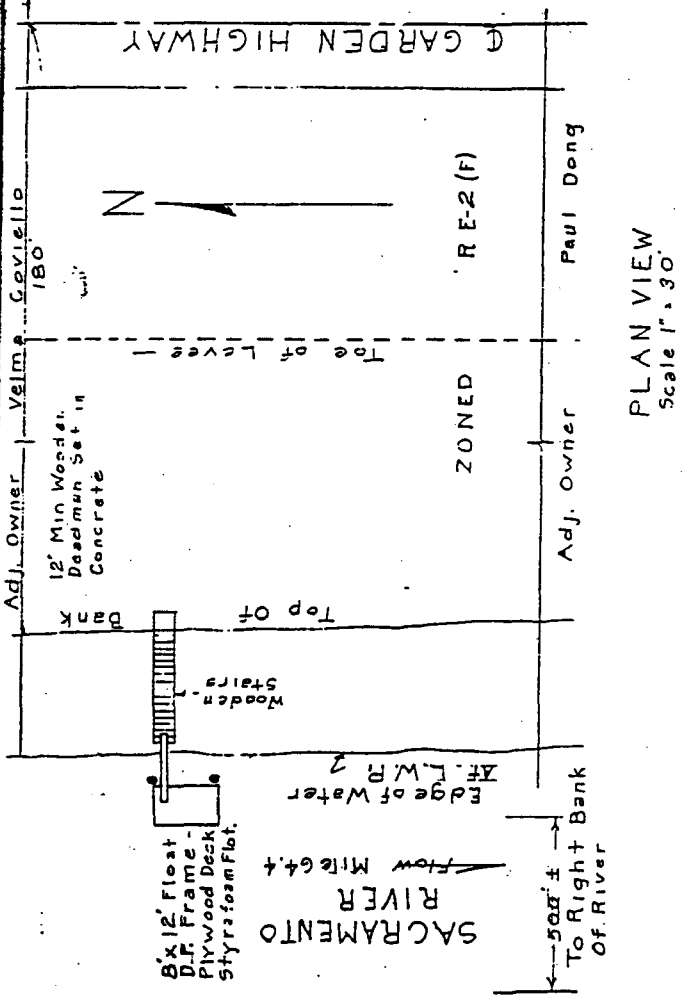 ℄ GARDEN HIGHWAY
Adj. Owner Velma Coviello
180'
N
R E-2 (F)
Paul Dong
Toe of Levee
12' Min Wooden
Deadman Set in
Concrete
ZONED
Adj. Owner
Top Of Bank
Wooden
Stairs
Edge of Water
At L.W.R.
8'x12' Float
D.F. Frame -
Plywood Deck
Styrafoam Flot.
Flow Mile 64.4
SACRAMENTO
RIVER
500' ±
To Right Bank
Of River
PLAN VIEW
Scale 1" = 30'